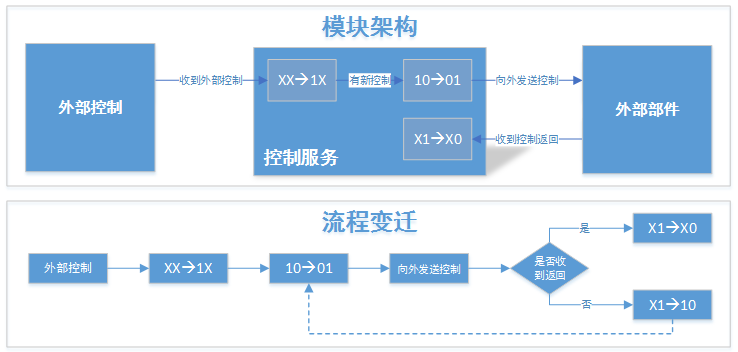 模块架构
外部控制
收到外部控制
XX→1X
有新控制
10→01
向外发送控制
外部部件
X1→X0
收到控制返回
控制服务
流程变迁
外部控制
XX→1X
10→01
向外发送控制
是否收
到返回
是
X1→X0
否
X1→10